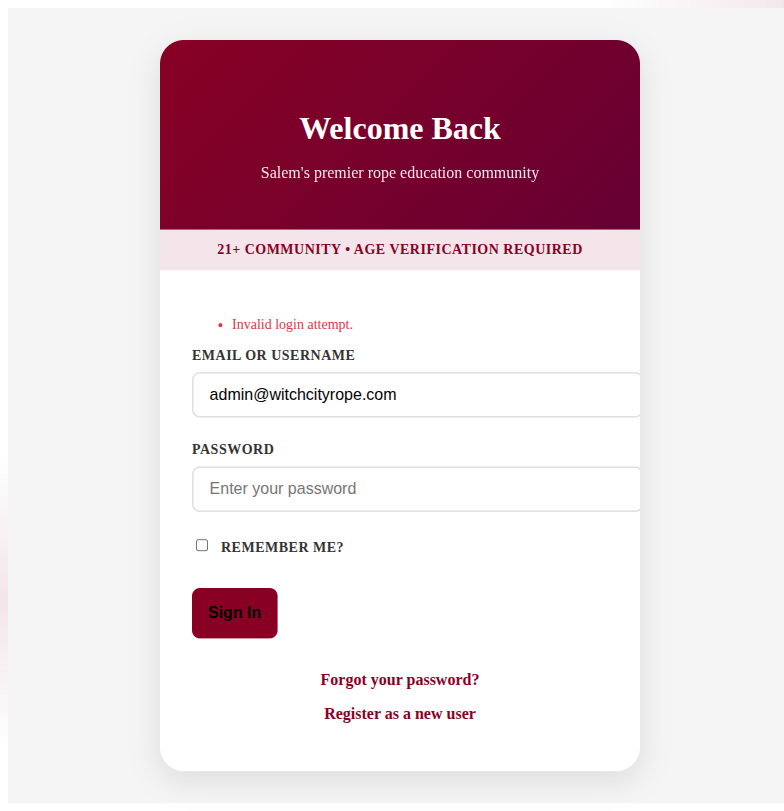 Welcome Back
Salem's premier rope education community
21+ COMMUNITY • AGE VERIFICATION REQUIRED
• Invalid login attempt.
EMAIL OR USERNAME
admin@witchcityrope.com
PASSWORD
Enter your password
REMEMBER ME?
Sign In
Forgot your password?
Register as a new user